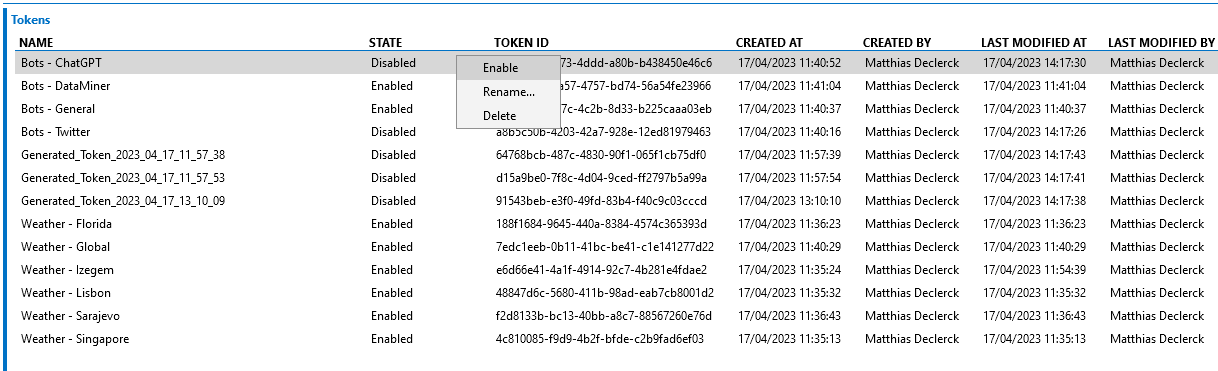 Tokens
NAME STATE TOKEN ID CREATED AT CREATED BY LAST MODIFIED AT LAST MODIFIED BY
Bots - ChatGPT Disabled 73-4ddd-a80b-b438450e46c6 17/04/2023 11:40:52 Matthias Declerck 17/04/2023 14:17:30 Matthias Declerck
Enable
Bots - DataMiner Enabled a57-4757-bd74-56a54fe23966 17/04/2023 11:41:04 Matthias Declerck 17/04/2023 11:41:04 Matthias Declerck
Rename...
Bots - General Enabled 7c-4c2b-8d33-b225caaa03eb 17/04/2023 11:40:37 Matthias Declerck 17/04/2023 11:40:37 Matthias Declerck
Delete
Bots - Twitter Disabled a8b5c50b-4203-42a7-928e-12ed81979463 17/04/2023 11:40:16 Matthias Declerck 17/04/2023 14:17:26 Matthias Declerck
Generated_Token_2023_04_17_11_57_38 Disabled 64768bcb-487c-4830-90f1-065f1cb75df0 17/04/2023 11:57:39 Matthias Declerck 17/04/2023 14:17:43 Matthias Declerck
Generated_Token_2023_04_17_11_57_53 Disabled d15a9be0-7f8c-4d04-9ced-ff2797b5a99a 17/04/2023 11:57:54 Matthias Declerck 17/04/2023 14:17:41 Matthias Declerck
Generated_Token_2023_04_17_13_10_09 Disabled 91543beb-e3f0-49fd-83b4-f40c9c03cccd 17/04/2023 13:10:10 Matthias Declerck 17/04/2023 14:17:38 Matthias Declerck
Weather - Florida Enabled 188f1684-9645-440a-8384-4574c365393d 17/04/2023 11:36:23 Matthias Declerck 17/04/2023 11:36:23 Matthias Declerck
Weather - Global Enabled 7edc1eeb-0b11-41bc-be41-c1e141277d22 17/04/2023 11:40:29 Matthias Declerck 17/04/2023 11:40:29 Matthias Declerck
Weather - Izegem Enabled e6d66e41-4a1f-4914-92c7-4b281e4fdae2 17/04/2023 11:35:24 Matthias Declerck 17/04/2023 11:54:39 Matthias Declerck
Weather - Lisbon Enabled 48847d6c-5680-411b-98ad-eab7cb8001d2 17/04/2023 11:35:32 Matthias Declerck 17/04/2023 11:35:32 Matthias Declerck
Weather - Sarajevo Enabled f2d8133b-bc13-40bb-a8c7-88567260e76d 17/04/2023 11:36:43 Matthias Declerck 17/04/2023 11:36:43 Matthias Declerck
Weather - Singapore Enabled 4c810085-f9d9-4b2f-bfde-c2b9fad6ef03 17/04/2023 11:35:13 Matthias Declerck 17/04/2023 11:35:13 Matthias Declerck